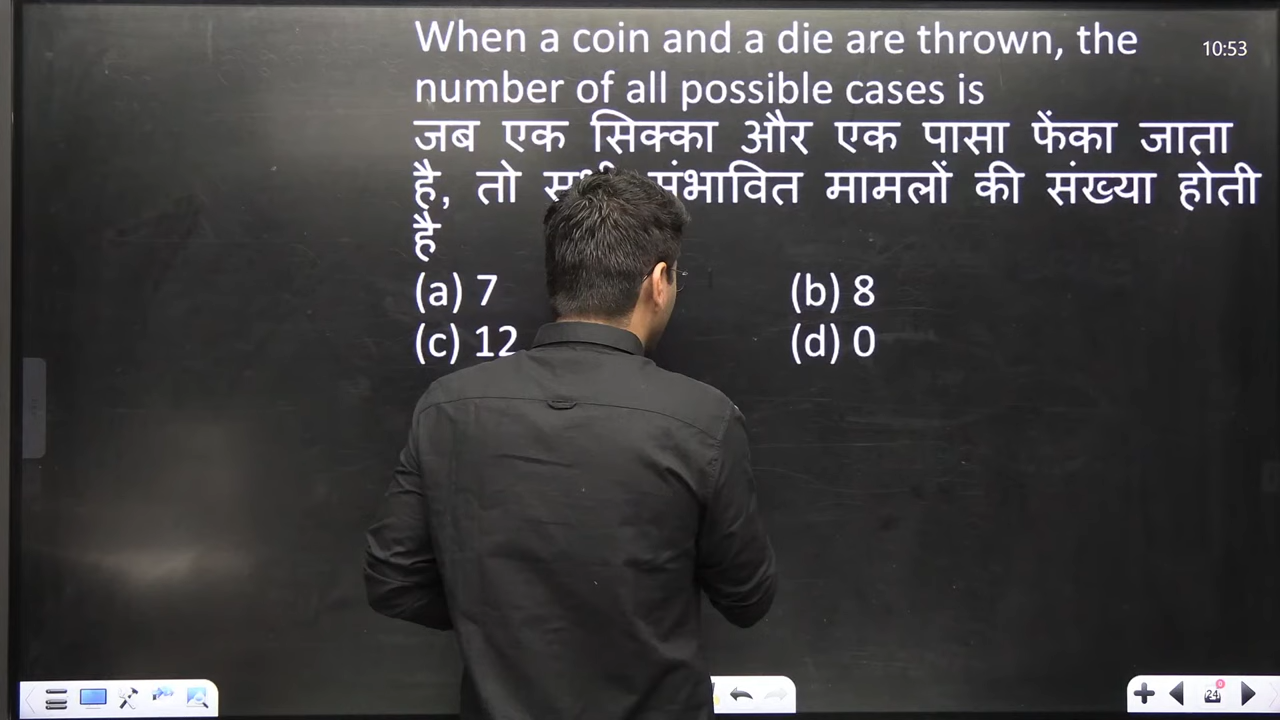 When a coin and a die are thrown, the
10:53
number of all possible cases is
जब एक सिक्का और एक पासा फेंका जाता
है, तो संभावित मामलों की संख्या होती
है
(a) 7 (b) 8
(c) 12 (d) 0
24